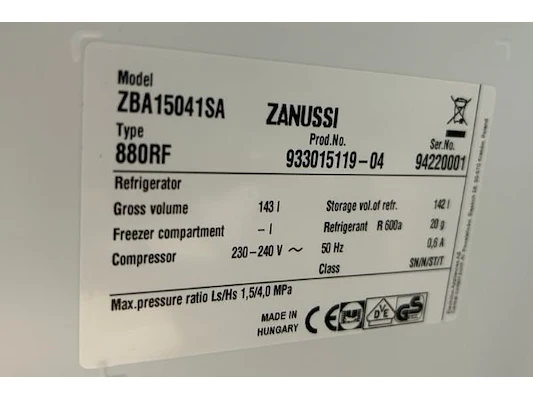 Model
ZBA15041SA
ZANUSSI
Type
Prod.No.
Ser.No.
880RF
933015119-04
94220001
Refrigerator
Gross volume 143 l Storage vol.of refr. 142 l
Freezer compartment - l Refrigerant R 600a 20 g
Compressor 230-240 V ~ 50 Hz 0,6 A
Class SN/N/ST/T
Max.pressure ratio Ls/Hs 1,5/4,0 MPa
MADE IN
HUNGARY
CE
DVE
GS